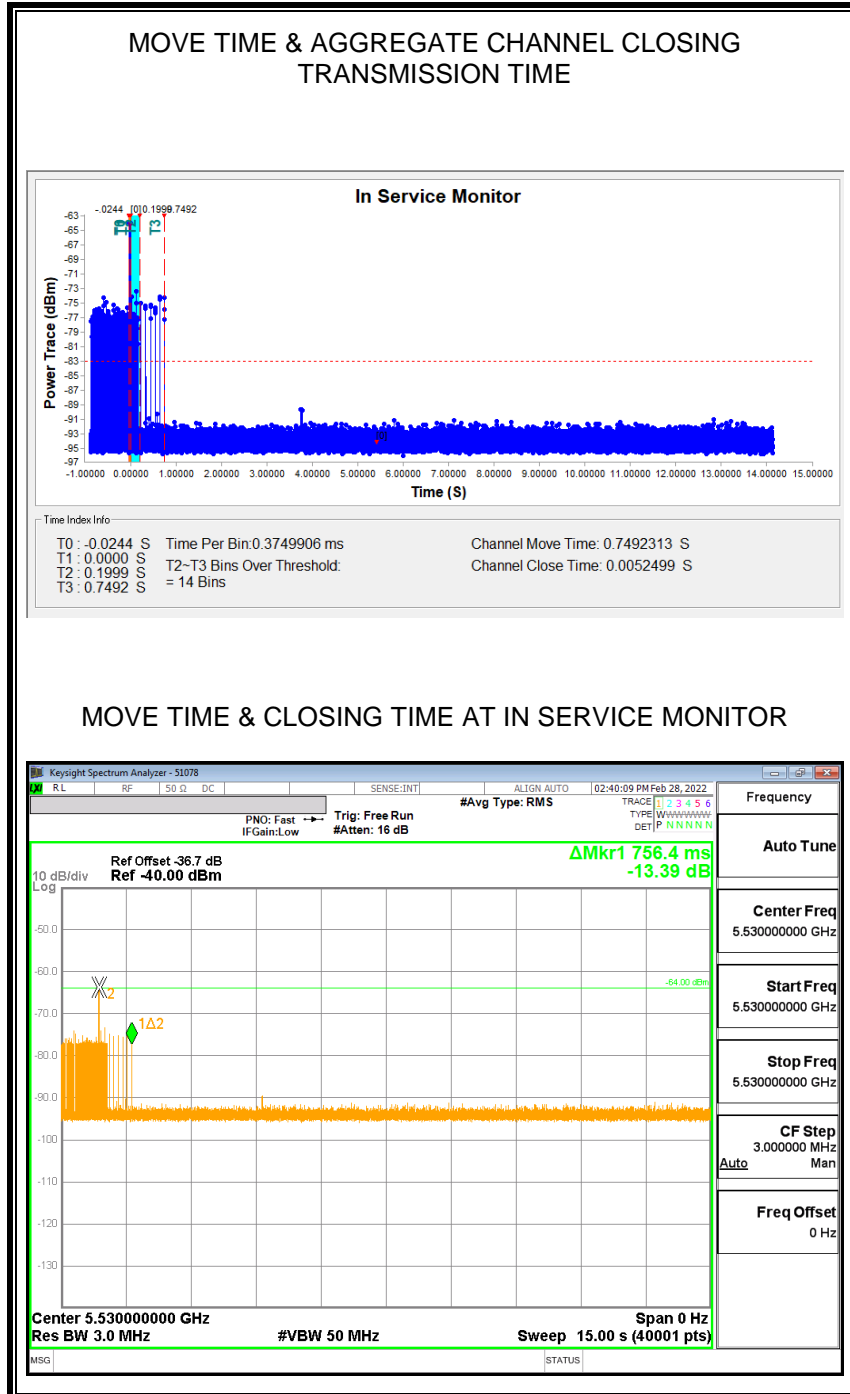 MOVE TIME & AGGREGATE CHANNEL CLOSING
TRANSMISSION TIME
In Service Monitor
-.0244 [0]0.1999 0.7492
T0 T2 T3
Power Trace (dBm)
-63
-65
-67
-69
-71
-73
-75
-77
-79
-81
-83
-85
-87
-89
-91
-93
-95
-97
-1.00000 0.00000 1.00000 2.00000 3.00000 4.00000 5.00000 6.00000 7.00000 8.00000 9.00000 10.00000 11.00000 12.00000 13.00000 14.00000 15.00000
Time (S)
Time Index Info
T0 : -0.0244 S Time Per Bin:0.3749906 ms Channel Move Time: 0.7492313 S
T1 : 0.0000 S
T2 : 0.1999 S T2~T3 Bins Over Threshold: Channel Close Time: 0.0052499 S
T3 : 0.7492 S = 14 Bins
MOVE TIME & CLOSING TIME AT IN SERVICE MONITOR
Keysight Spectrum Analyzer - 51078
LXI RL RF 50 Ω DC SENSE:INT ALIGN AUTO 02:40:09 PM Feb 28, 2022
PNO: Fast Trig: Free Run #Avg Type: RMS TRACE 1 2 3 4 5 6
IFGain:Low #Atten: 16 dB TYPE WWWWWW
DET P N N N N N
Frequency
Auto Tune
Center Freq
5.530000000 GHz
Start Freq
5.530000000 GHz
Stop Freq
5.530000000 GHz
CF Step
3.000000 MHz
Auto Man
Freq Offset
0 Hz
ΔMkr1 756.4 ms
-13.39 dB
Ref Offset -36.7 dB
10 dB/div Ref -40.00 dBm
Log
-50.0
-60.0
-64.00 dBm
2
-70.0
1Δ2
-80.0
-90.0
-100
-110
-120
-130
Center 5.530000000 GHz Span 0 Hz
Res BW 3.0 MHz #VBW 50 MHz Sweep 15.00 s (40001 pts)
MSG STATUS